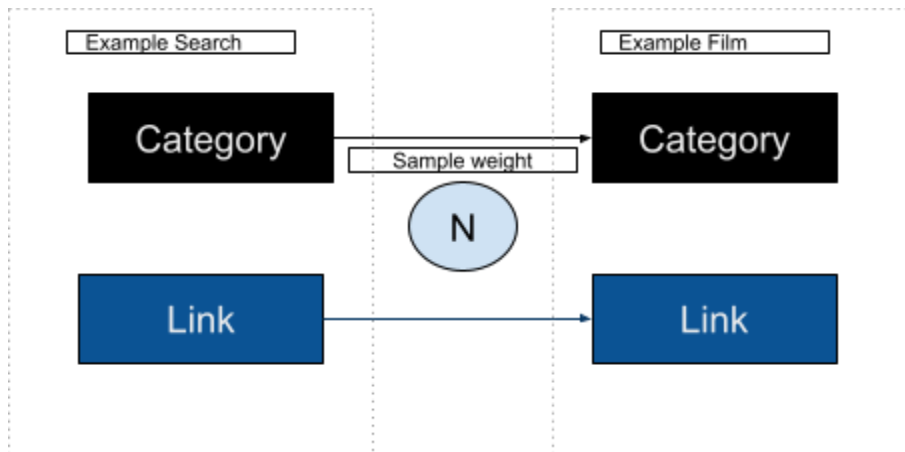 Example Search
Example Film
Category
Category
Sample weight
N
Link
Link